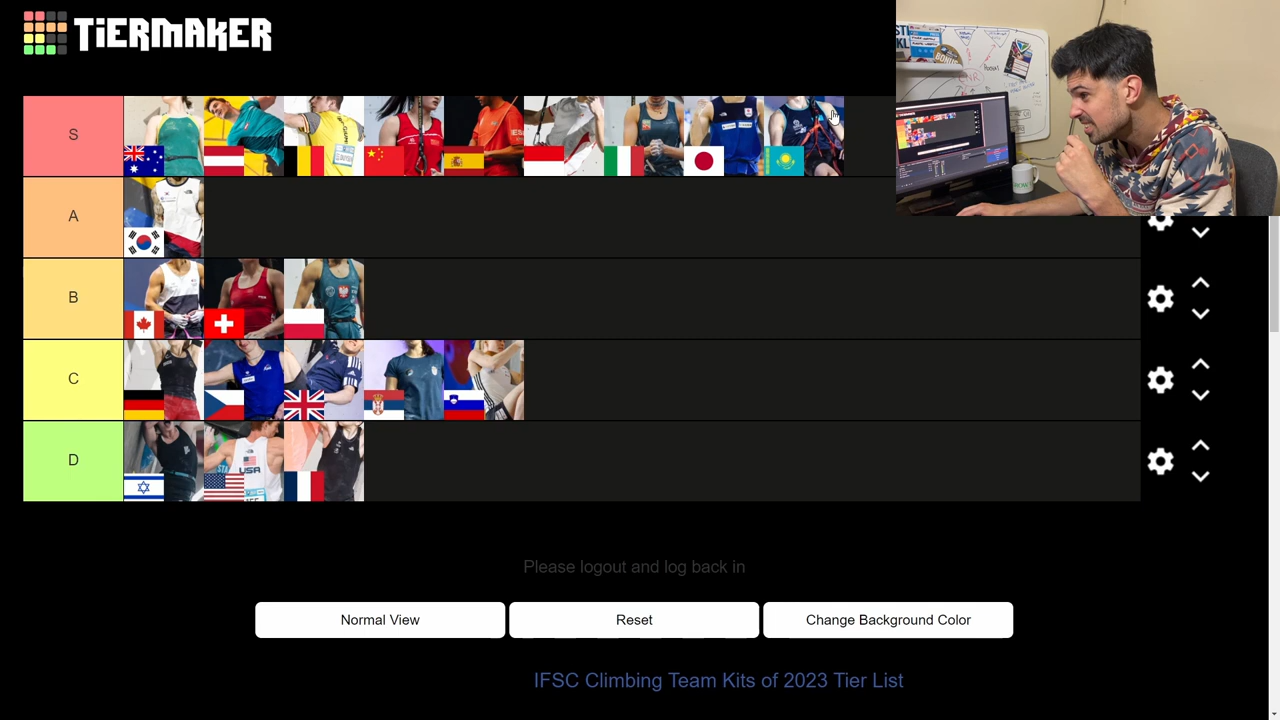 TiERMAKER
S
A
B
C
D
USA
Please logout and log back in
Normal View
Reset
Change Background Color
IFSC Climbing Team Kits of 2023 Tier List